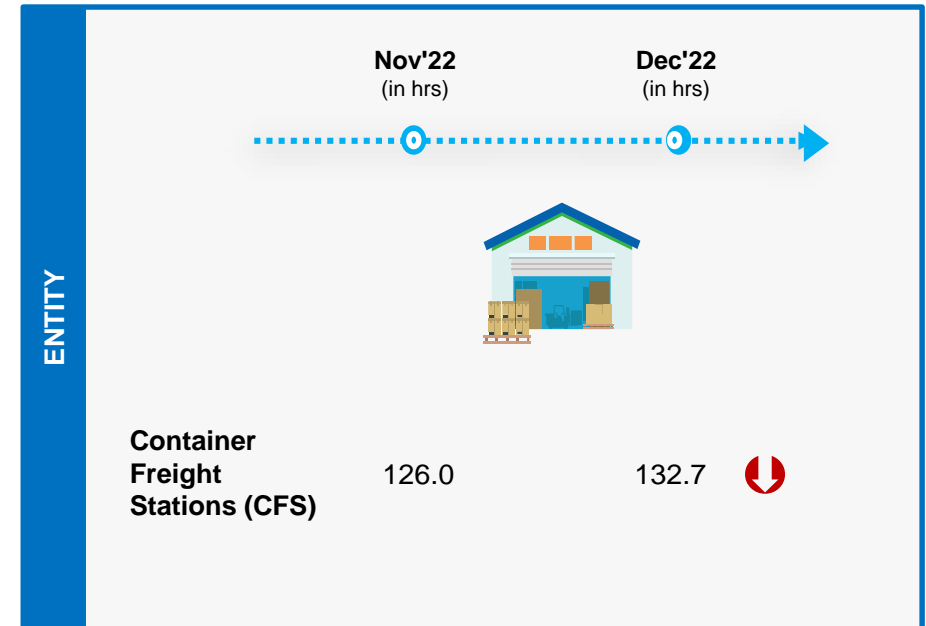 Nov'22
Dec'22
(in hrs)
(in hrs)
ENTITY
Container
Freight
Stations (CFS)
126.0
132.7